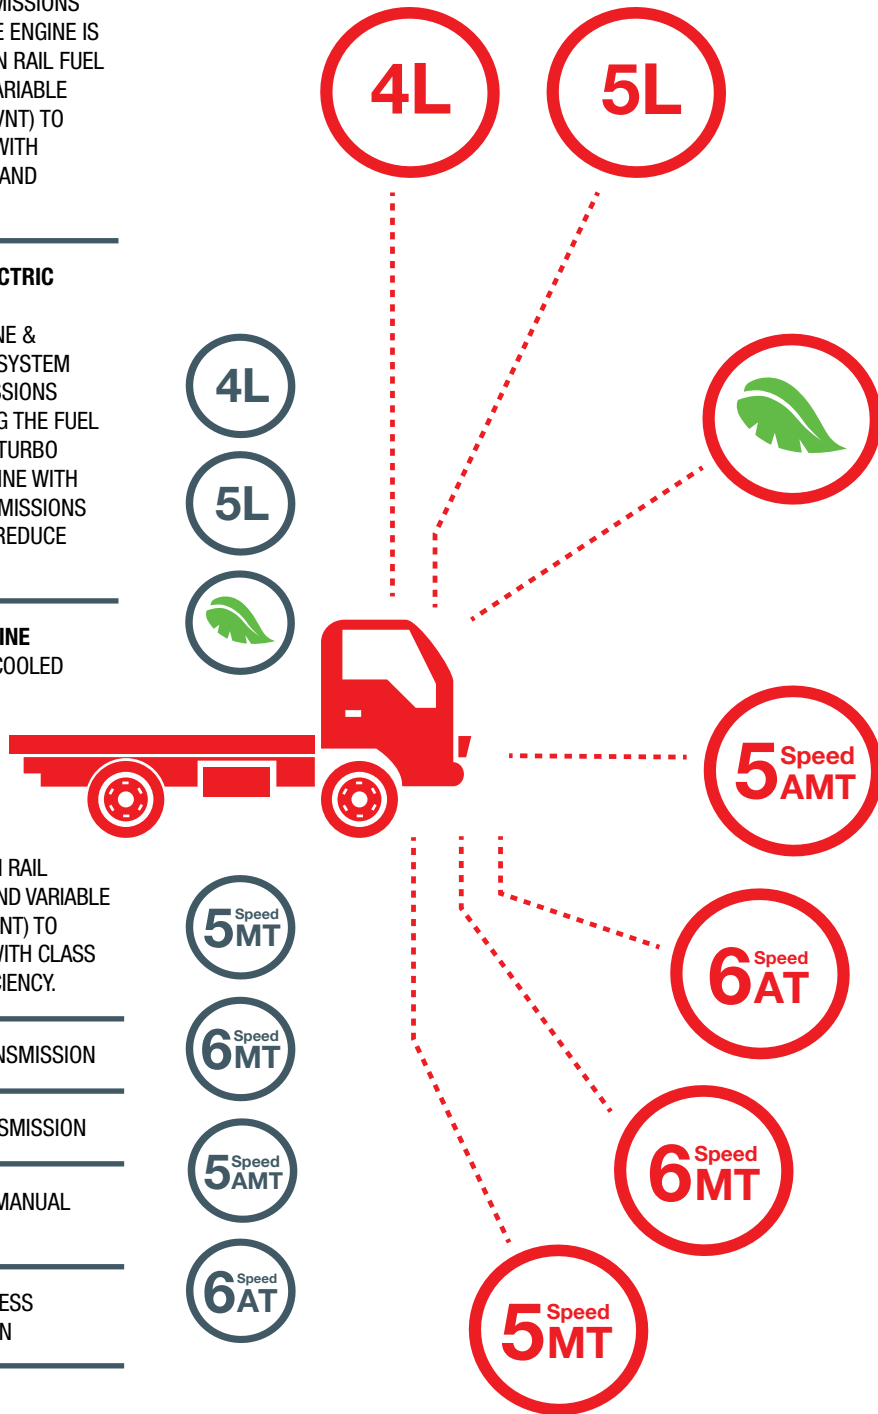 MISSIONS
E ENGINE IS
N RAIL FUEL
ARIABLE
VNT) TO
WITH
AND
CTRIC
NE &
SYSTEM
SSIONS
G THE FUEL
TURBO
INE WITH
MISSIONS
REDUCE
INE
COOLED
N RAIL
ND VARIABLE
NT) TO
WITH CLASS
CIENCY.
NSMISSION
SMISSION
MANUAL
ESS
N
4L
5L
4L
5L
5 Speed
MT
6 Speed
MT
5 Speed
AMT
6 Speed
AT
5 Speed
AMT
6 Speed
AT
6 Speed
MT
5 Speed
MT